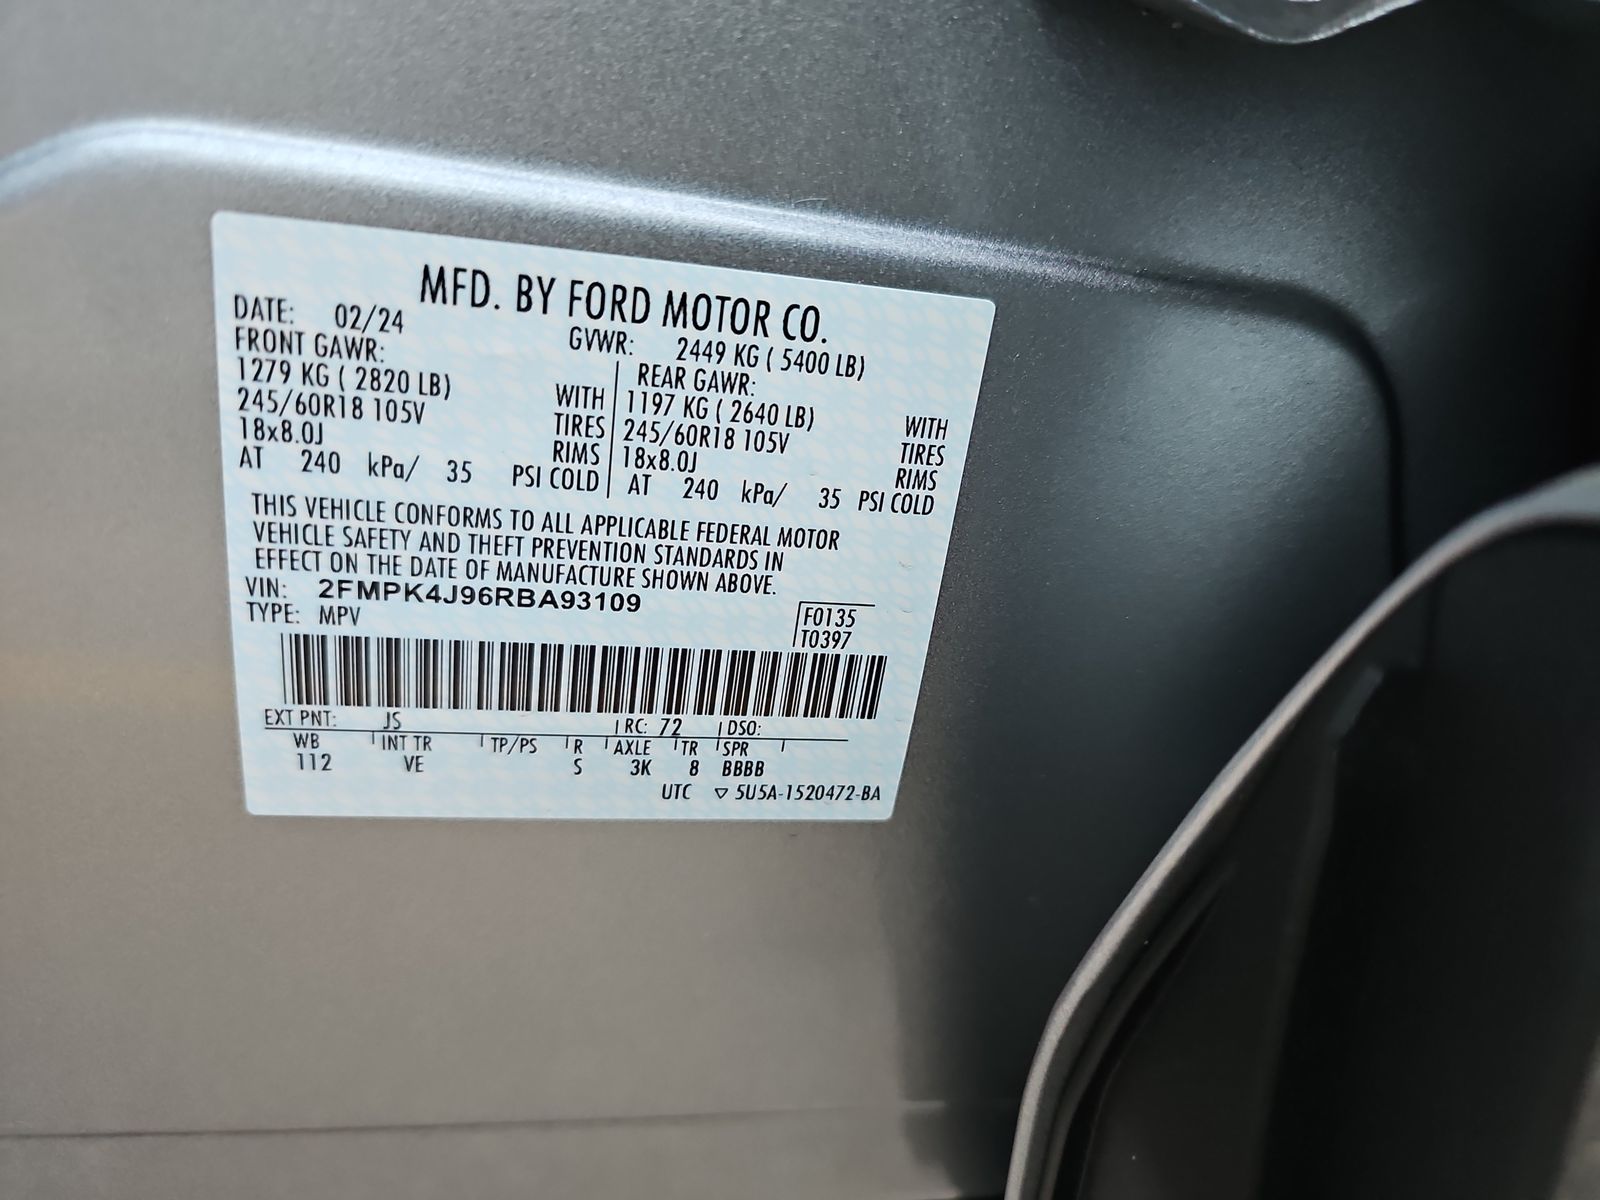 MFD. BY FORD MOTOR CO.
DATE: 02/24 GVWR: 2449 KG ( 5400 LB)
FRONT GAWR: REAR GAWR:
1279 KG ( 2820 LB) WITH 1197 KG ( 2640 LB) WITH
245/60R18 105V TIRES 245/60R18 105V TIRES
18x8.0J RIMS 18x8.0J RIMS
AT 240 kPa/ 35 PSI COLD AT 240 kPa/ 35 PSI COLD
THIS VEHICLE CONFORMS TO ALL APPLICABLE FEDERAL MOTOR
VEHICLE SAFETY AND THEFT PREVENTION STANDARDS IN
EFFECT ON THE DATE OF MANUFACTURE SHOWN ABOVE.
VIN: 2FMPK4J96RBA93109
TYPE: MPV F0135
T0397
EXT PNT: JS RC: 72 DSO:
WB INT TR TP/PS R AXLE TR SPR
112 VE S 3K 8 BBBB
UTC ▽ 5U5A-1520472-BA